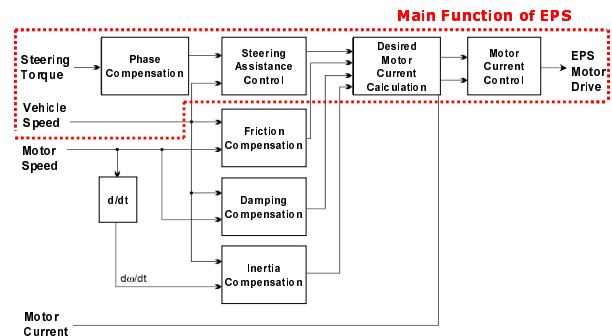 Main Function of EPS
Steering
Torque
Phase
Compensation
Steering
Assistance
Control
Desired
Motor
Current
Calculation
Motor
Current
Control
EPS
Motor
Drive
Vehicle
Speed
Motor
Speed
Friction
Compensation
d/dt
Damping
Compensation
dω/dt
Inertia
Compensation
Motor
Current